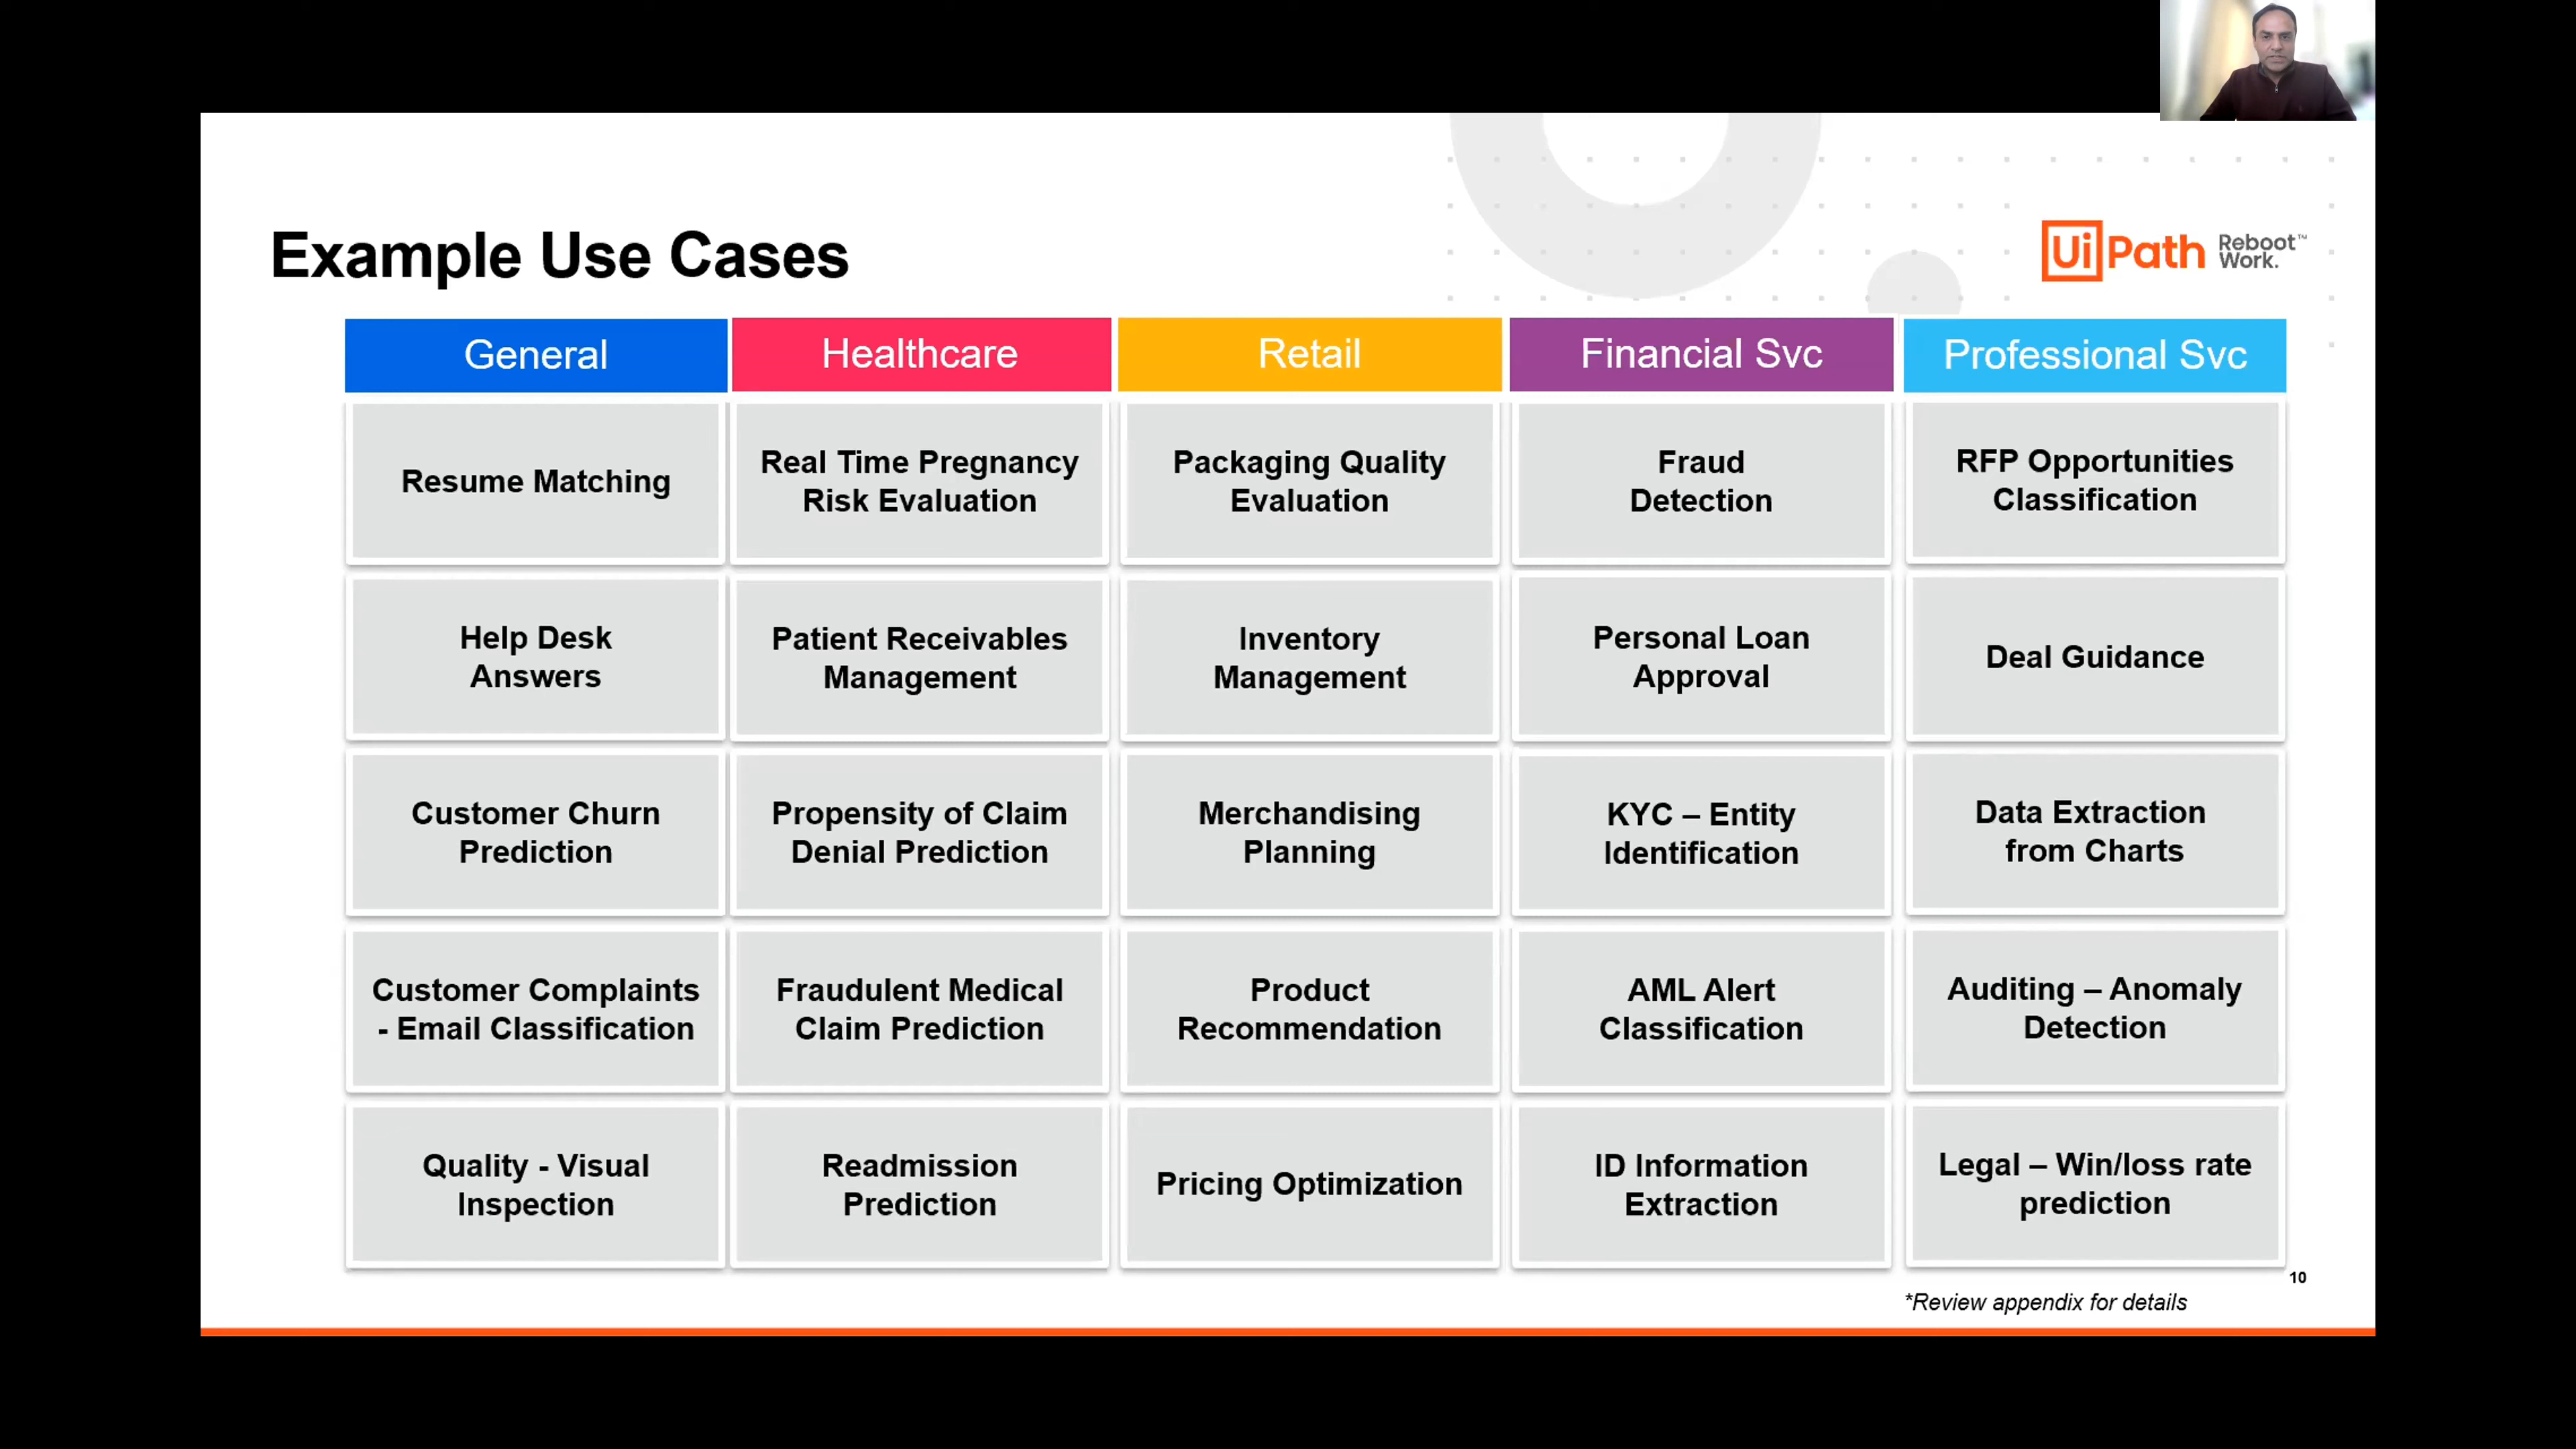 Example Use Cases
UiPath
Reboot™
Work.
General
Healthcare
Retail
Financial Svc
Professional Svc
Resume Matching
Real Time Pregnancy
Risk Evaluation
Packaging Quality
Evaluation
Fraud
Detection
RFP Opportunities
Classification
Help Desk
Answers
Patient Receivables
Management
Inventory
Management
Personal Loan
Approval
Deal Guidance
Customer Churn
Prediction
Propensity of Claim
Denial Prediction
Merchandising
Planning
KYC – Entity
Identification
Data Extraction
from Charts
Customer Complaints
- Email Classification
Fraudulent Medical
Claim Prediction
Product
Recommendation
AML Alert
Classification
Auditing – Anomaly
Detection
Quality - Visual
Inspection
Readmission
Prediction
Pricing Optimization
ID Information
Extraction
Legal – Win/loss rate
prediction
10
*Review appendix for details